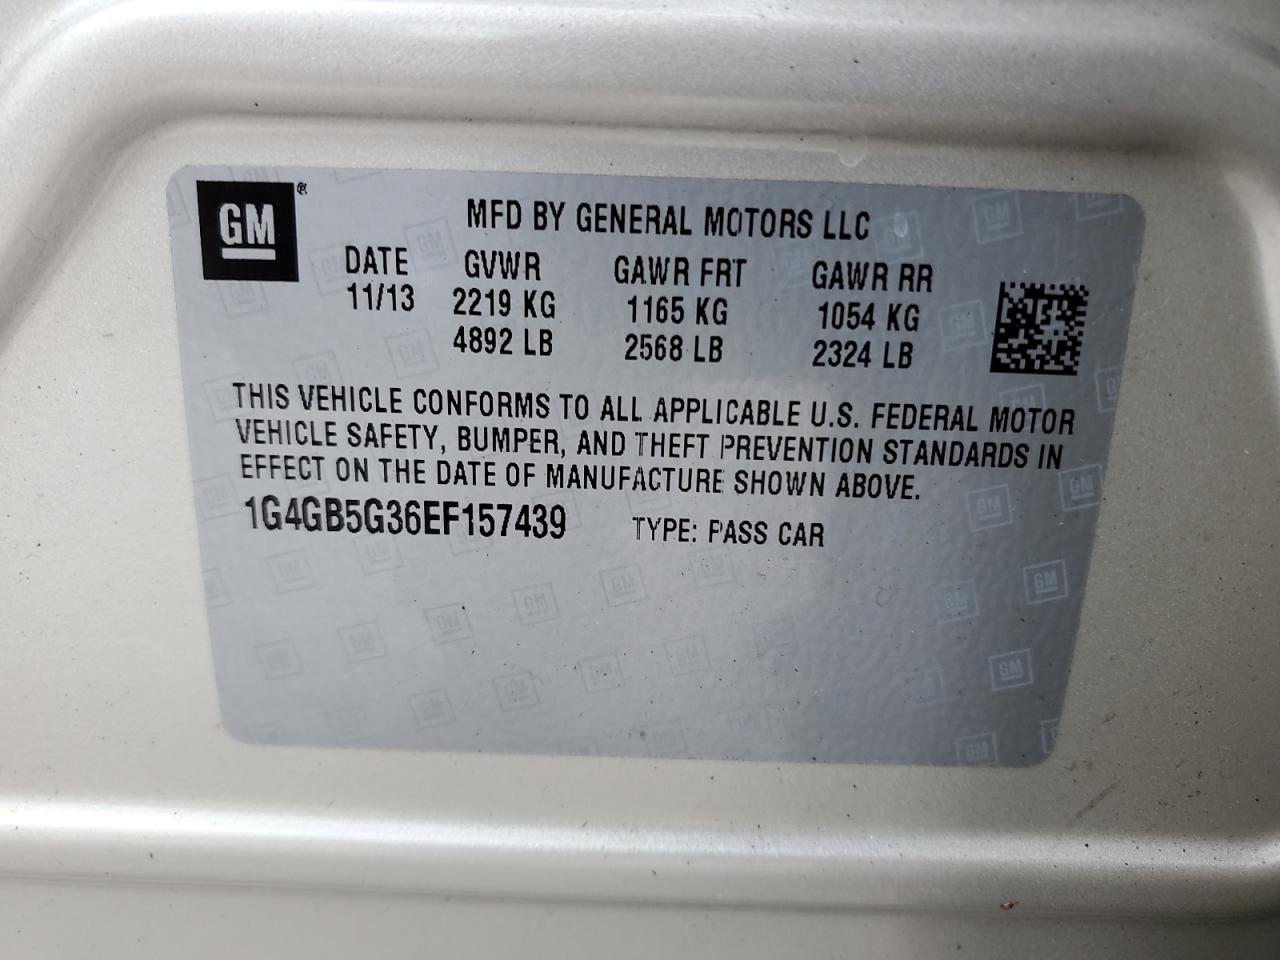 GM ®
MFD BY GENERAL MOTORS LLC
DATE GVWR GAWR FRT GAWR RR
11/13 2219 KG 1165 KG 1054 KG
4892 LB 2568 LB 2324 LB
THIS VEHICLE CONFORMS TO ALL APPLICABLE U.S. FEDERAL MOTOR
VEHICLE SAFETY, BUMPER, AND THEFT PREVENTION STANDARDS IN
EFFECT ON THE DATE OF MANUFACTURE SHOWN ABOVE.
1G4GB5G36EF157439 TYPE: PASS CAR